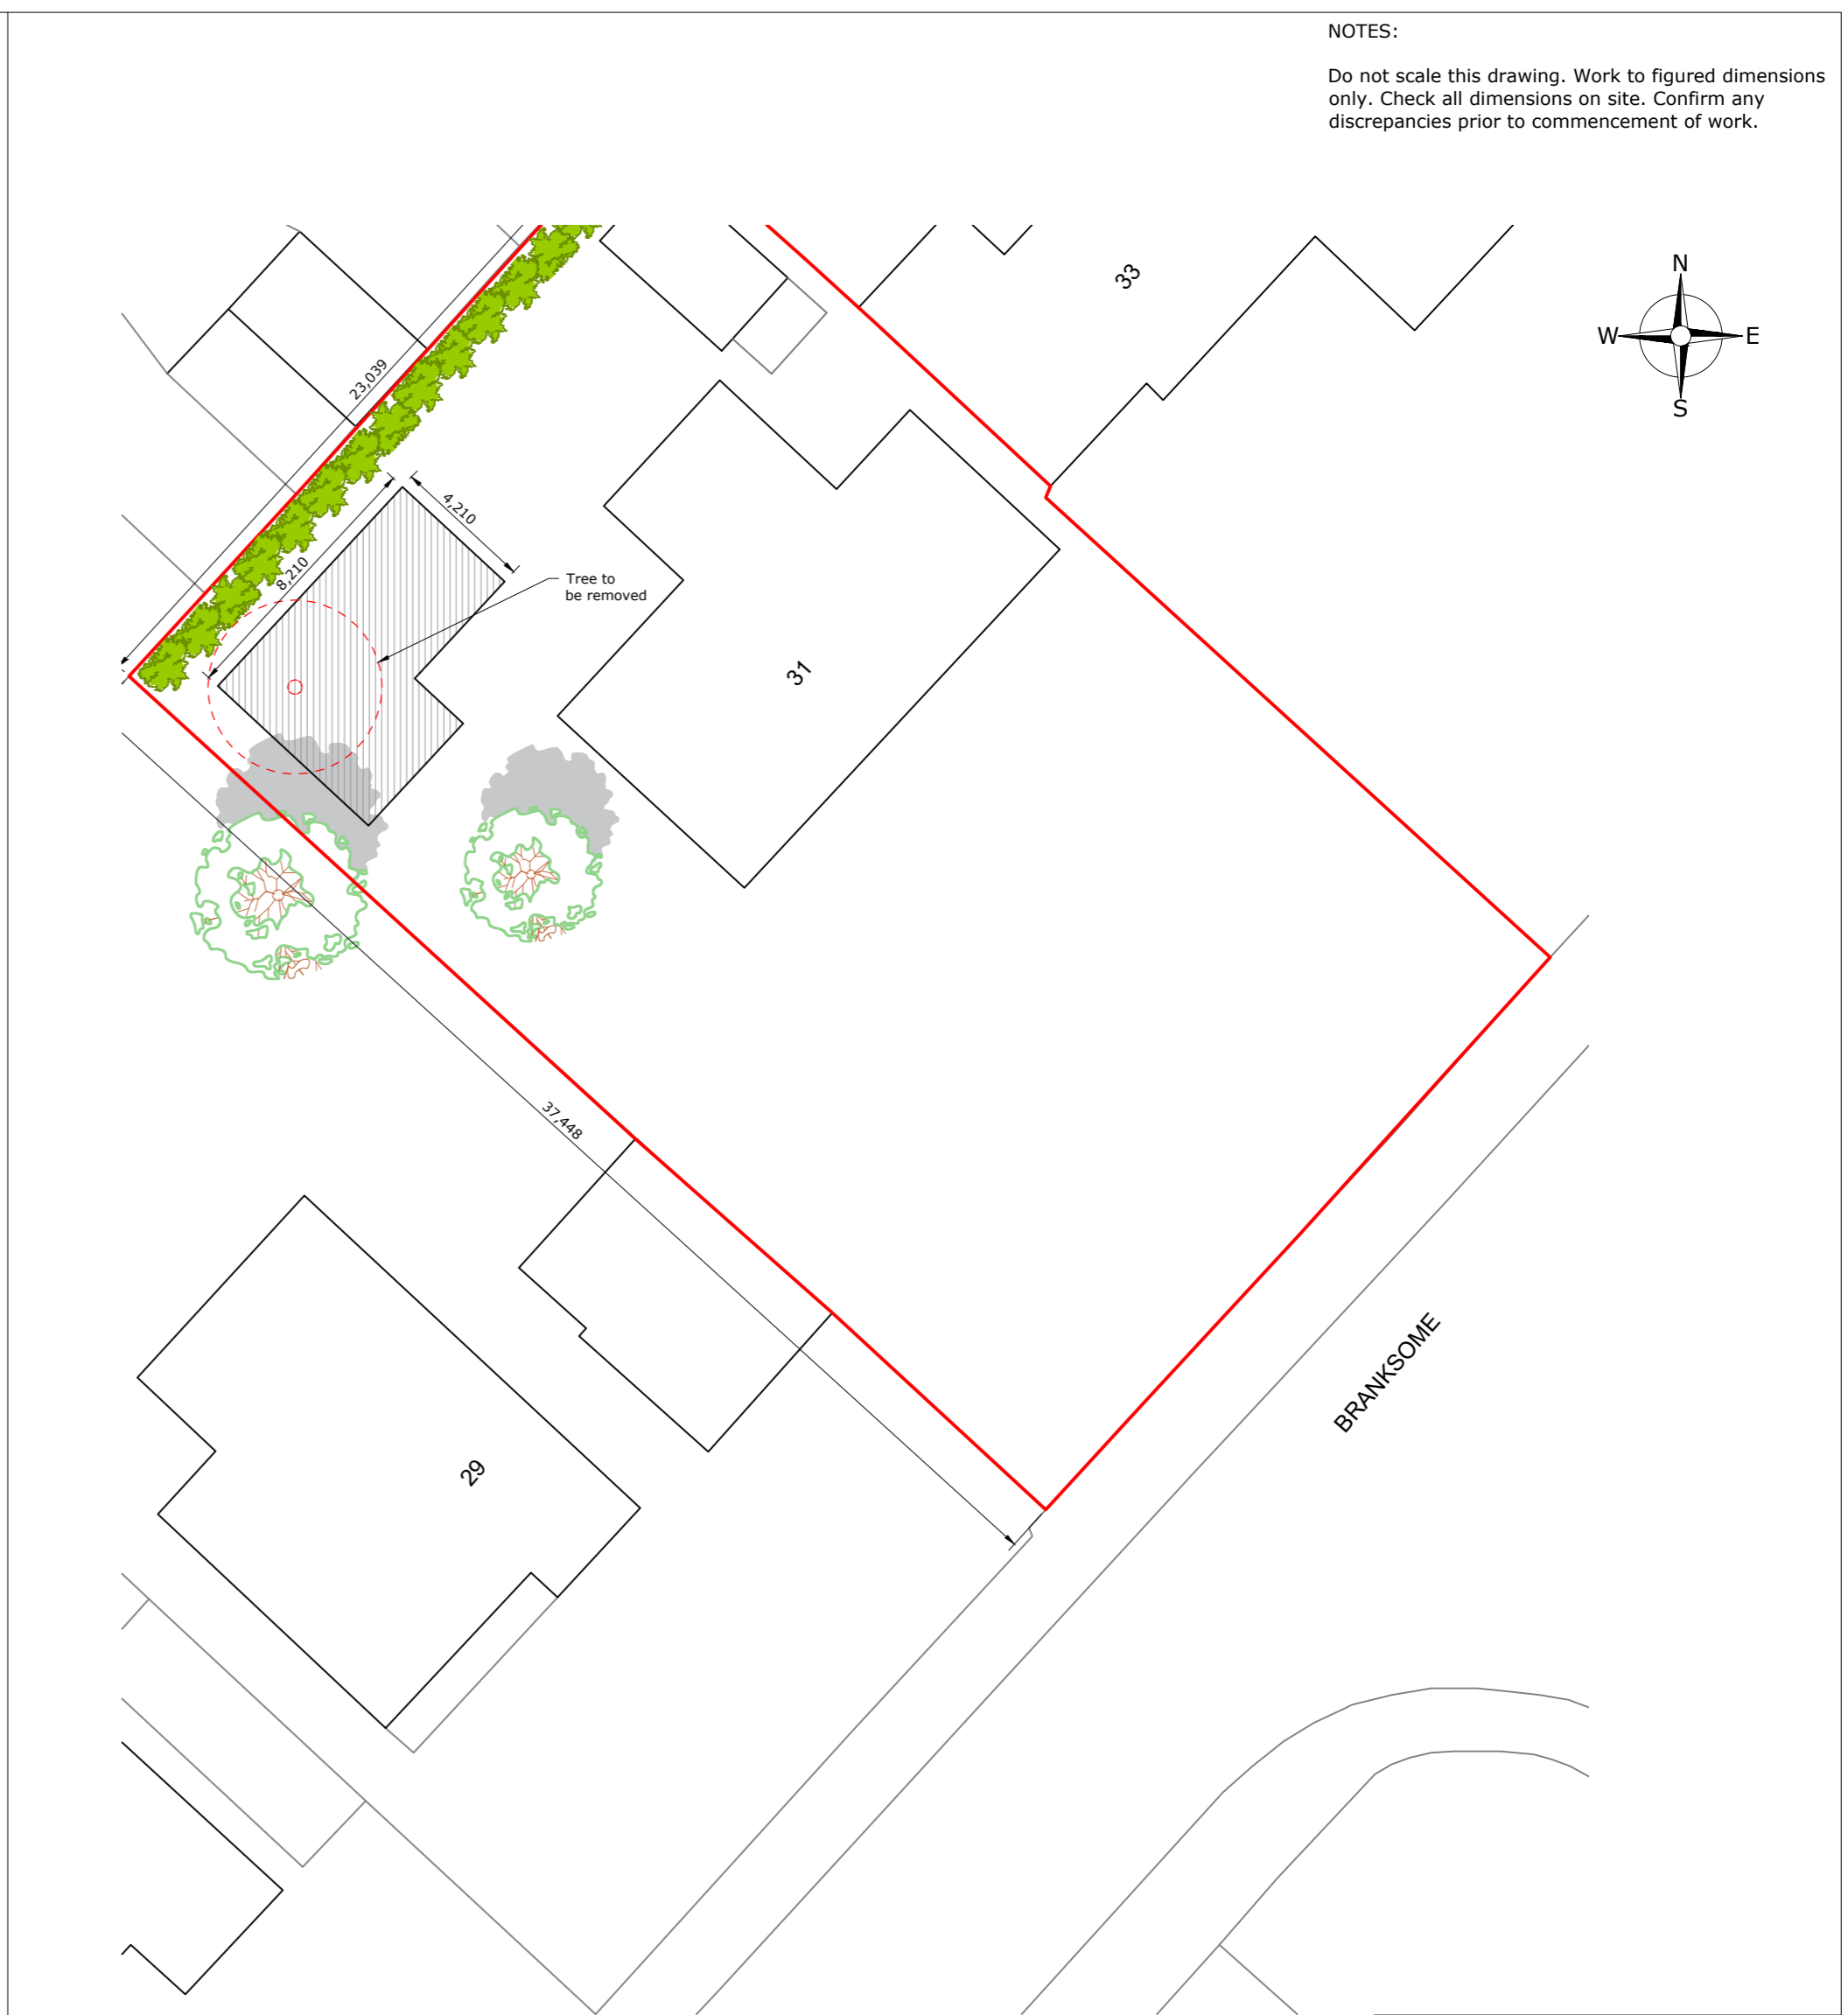 NOTES:
Do not scale this drawing. Work to figured dimensions
only. Check all dimensions on site. Confirm any
discrepancies prior to commencement of work.
33
N
W
E
S
23,039
4,210
8,210
Tree to
be removed
31
37,448
BRANKSOME
29